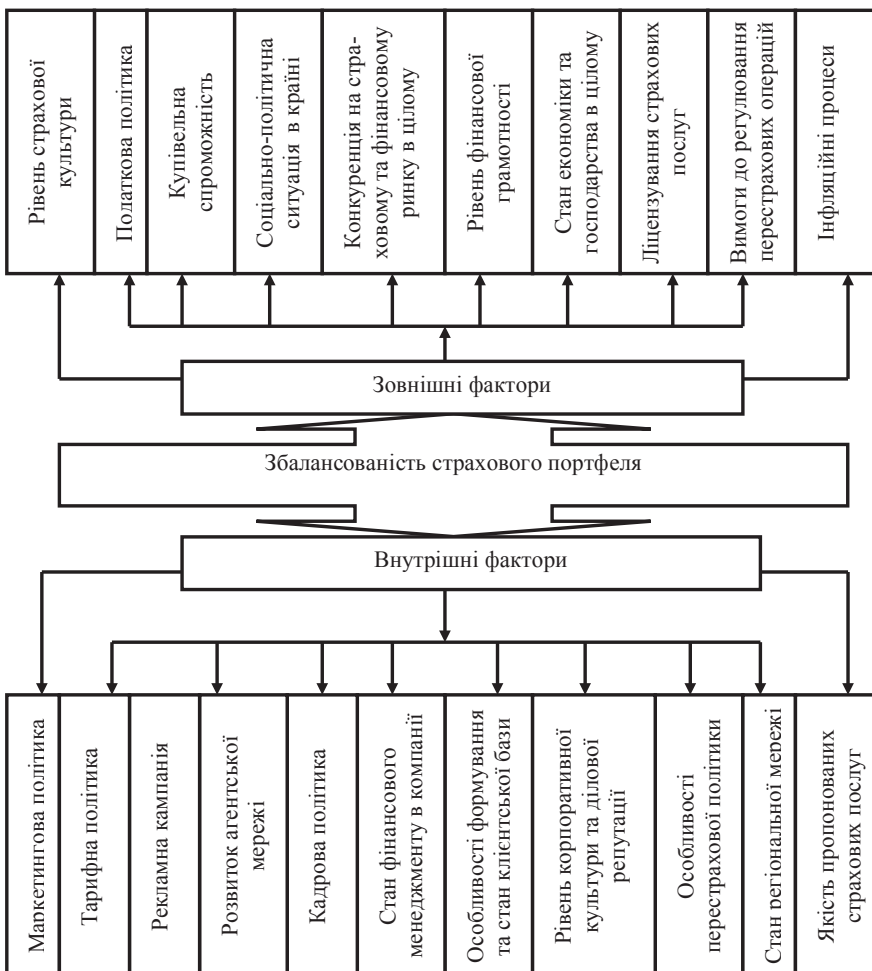 Рівень страхової
культури
Податкова політика
Купівельна
спроможність
Соціально-політична
ситуація в країні
Конкуренція на стра-
ховому та фінансовому
ринку в цілому
Рівень фінансової
грамотності
Стан економіки та
господарства в цілому
Ліцензування страхових
послуг
Вимоги до регулювання
перестрахових операцій
Інфляційні процеси
Зовнішні фактори
Збалансованість страхового портфеля
Внутрішні фактори
Маркетингова політика
Тарифна політика
Рекламна кампанія
Розвиток агентської
мережі
Кадрова політика
Стан фінансового
менеджменту в компанії
Особливості формування
та стан клієнтської бази
Рівень корпоративної
культури та ділової
репутації
Особливості
перестрахової політики
Стан регіональної мережі
Якість пропонованих
страхових послуг